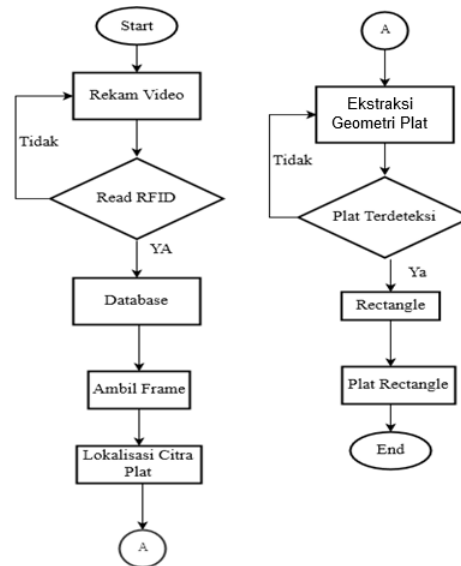 Start
Rekam Video
Tidak
Read RFID
YA
Database
Ambil Frame
Lokalisasi Citra
Plat
A
A
Ekstraksi
Geometri Plat
Tidak
Plat Terdeteksi
Ya
Rectangle
Plat Rectangle
End